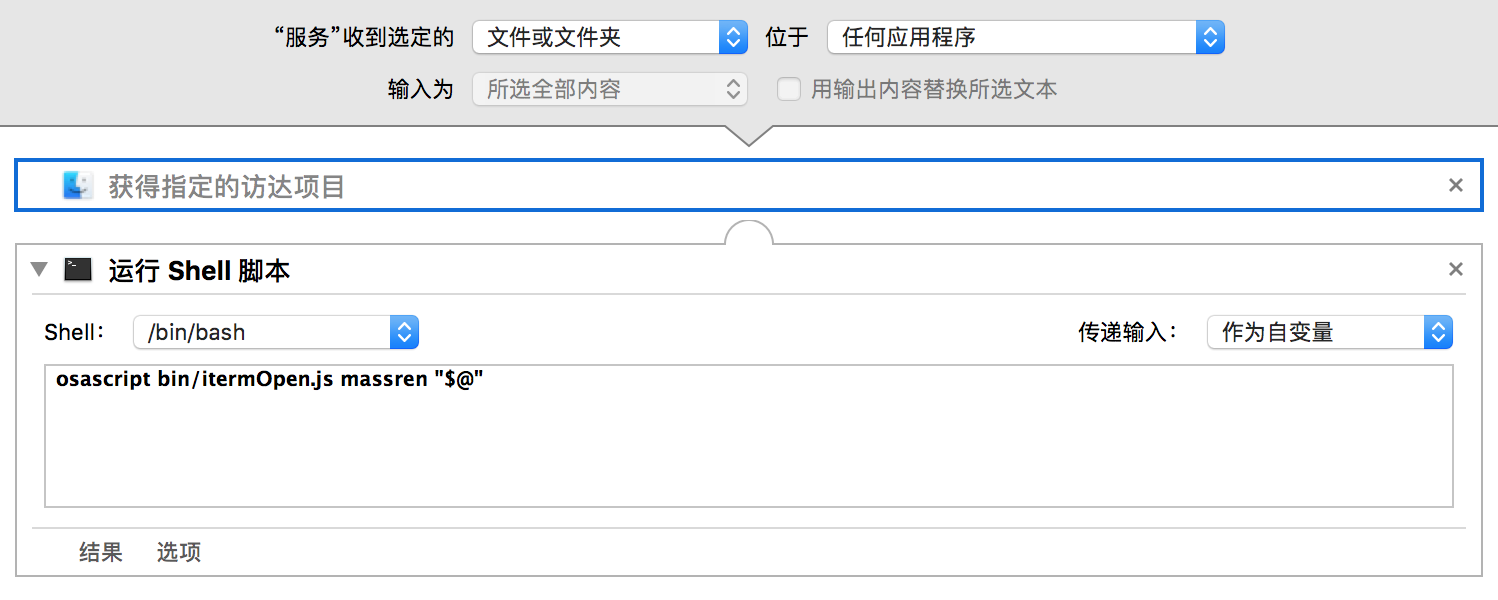 “服务”收到选定的 文件或文件夹 位于 任何应用程序
输入为 所选全部内容 用输出内容替换所选文本
获得指定的访达项目
运行 Shell 脚本
Shell： /bin/bash 传递输入： 作为自变量
osascript bin/itermOpen.js massren "$@"
结果 选项